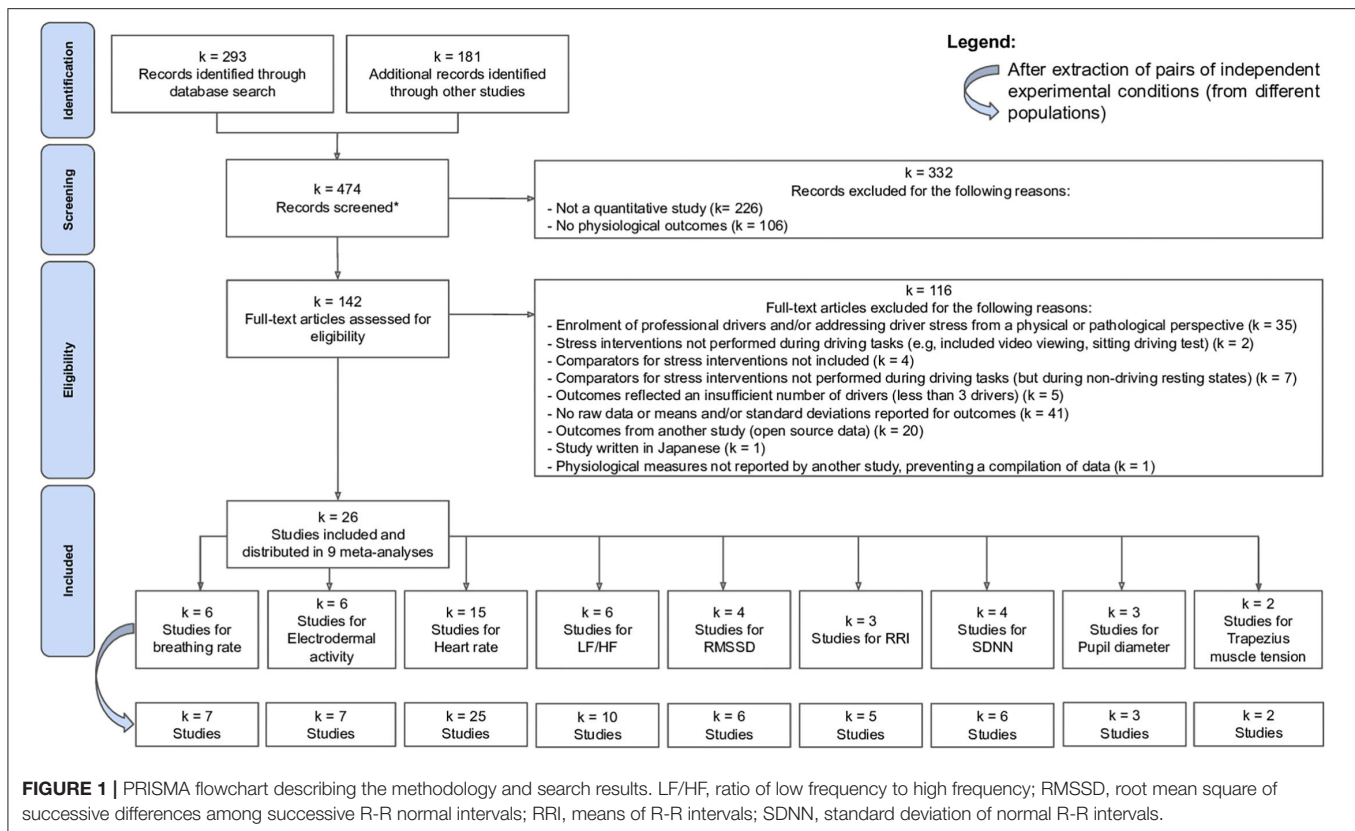 Identification
k = 293
Records identified through
database search
k = 181
Additional records identified
through other studies
Legend:
After extraction of pairs of independent
experimental conditions (from different
populations)
Screening
k = 474
Records screened*
k = 332
Records excluded for the following reasons:
- Not a quantitative study (k= 226)
- No physiological outcomes (k = 106)
Eligibility
k = 142
Full-text articles assessed for
eligibility
k = 116
Full-text articles excluded for the following reasons:
- Enrolment of professional drivers and/or addressing driver stress from a physical or pathological perspective (k = 35)
- Stress interventions not performed during driving tasks (e.g, included video viewing, sitting driving test) (k = 2)
- Comparators for stress interventions not included (k = 4)
- Comparators for stress interventions not performed during driving tasks (but during non-driving resting states) (k = 7)
- Outcomes reflected an insufficient number of drivers (less than 3 drivers) (k = 5)
- No raw data or means and/or standard deviations reported for outcomes (k = 41)
- Outcomes from another study (open source data) (k = 20)
- Study written in Japanese (k = 1)
- Physiological measures not reported by another study, preventing a compilation of data (k = 1)
Included
k = 26
Studies included and
distributed in 9 meta-analyses
k = 6
Studies for
breathing rate
k = 6
Studies for
Electrodermal
activity
k = 15
Studies for
Heart rate
k = 6
Studies for
LF/HF
k = 4
Studies for
RMSSD
k = 3
Studies for RRI
k = 4
Studies for
SDNN
k = 3
Studies for
Pupil diameter
k = 2
Studies for
Trapezius
muscle tension
k = 7
Studies
k = 7
Studies
k = 25
Studies
k = 10
Studies
k = 6
Studies
k = 5
Studies
k = 6
Studies
k = 3
Studies
k = 2
Studies
FIGURE 1 | PRISMA flowchart describing the methodology and search results. LF/HF, ratio of low frequency to high frequency; RMSSD, root mean square of
successive differences among successive R-R normal intervals; RRI, means of R-R intervals; SDNN, standard deviation of normal R-R intervals.